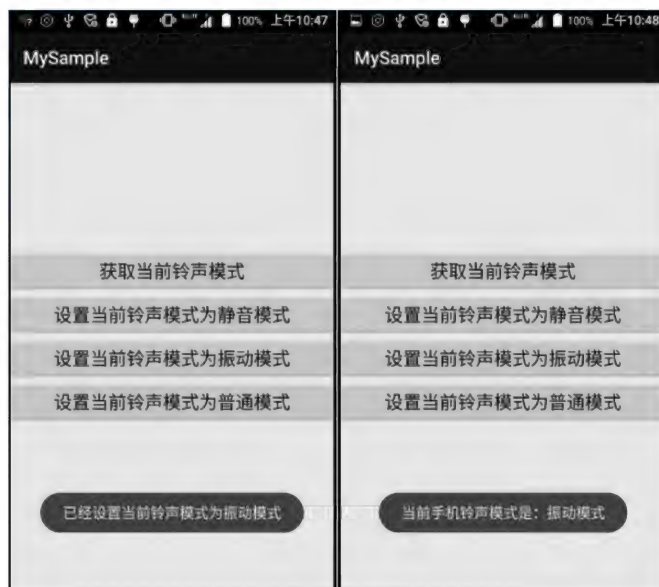 100% 上午10:47
MySample
获取当前铃声模式
设置当前铃声模式为静音模式
设置当前铃声模式为振动模式
设置当前铃声模式为普通模式
已经设置当前铃声模式为振动模式
100% 上午10:48
MySample
获取当前铃声模式
设置当前铃声模式为静音模式
设置当前铃声模式为振动模式
设置当前铃声模式为普通模式
当前手机铃声模式是：振动模式